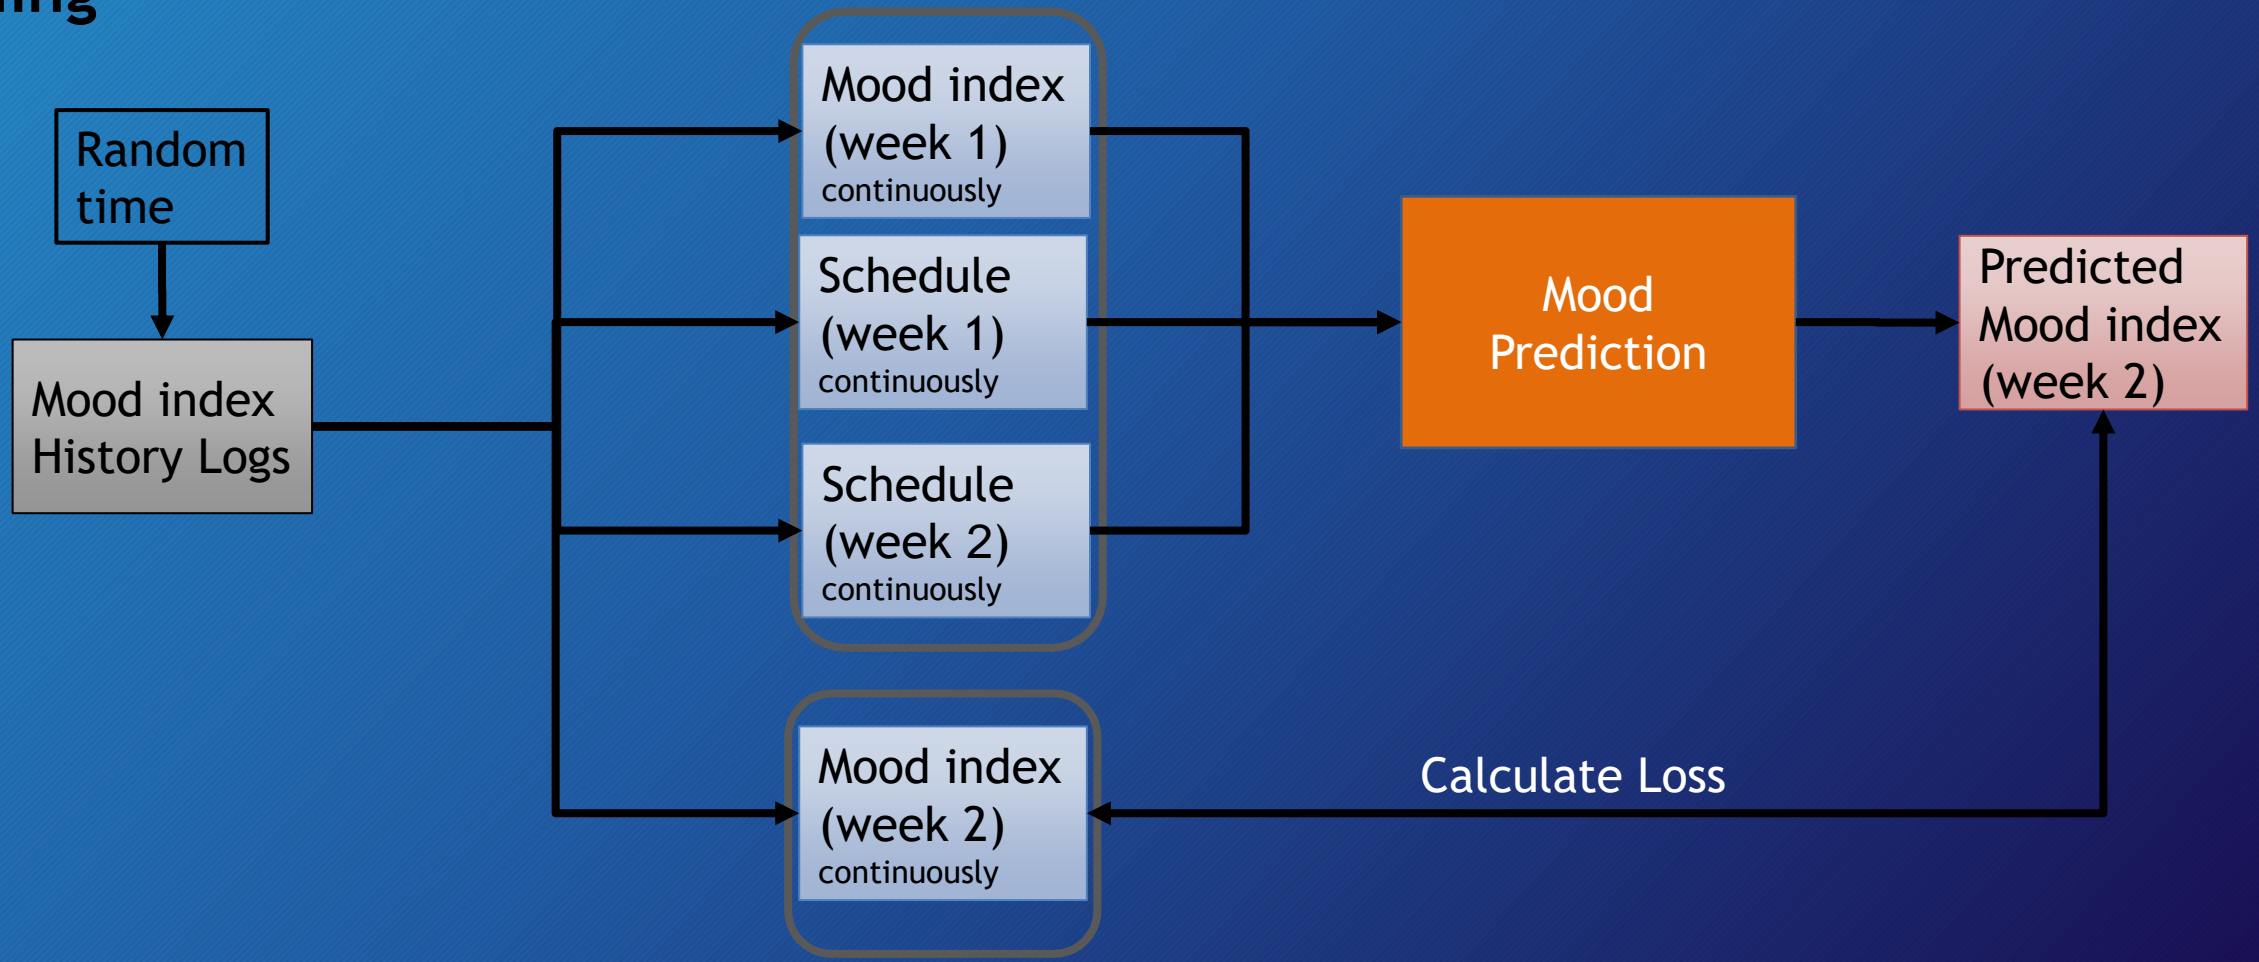 Random
time
Mood index
History Logs
Mood index
(week 1)
continuously
Schedule
(week 1)
continuously
Schedule
(week 2)
continuously
Mood index
(week 2)
continuously
Mood
Prediction
Predicted
Mood index
(week 2)
Calculate Loss